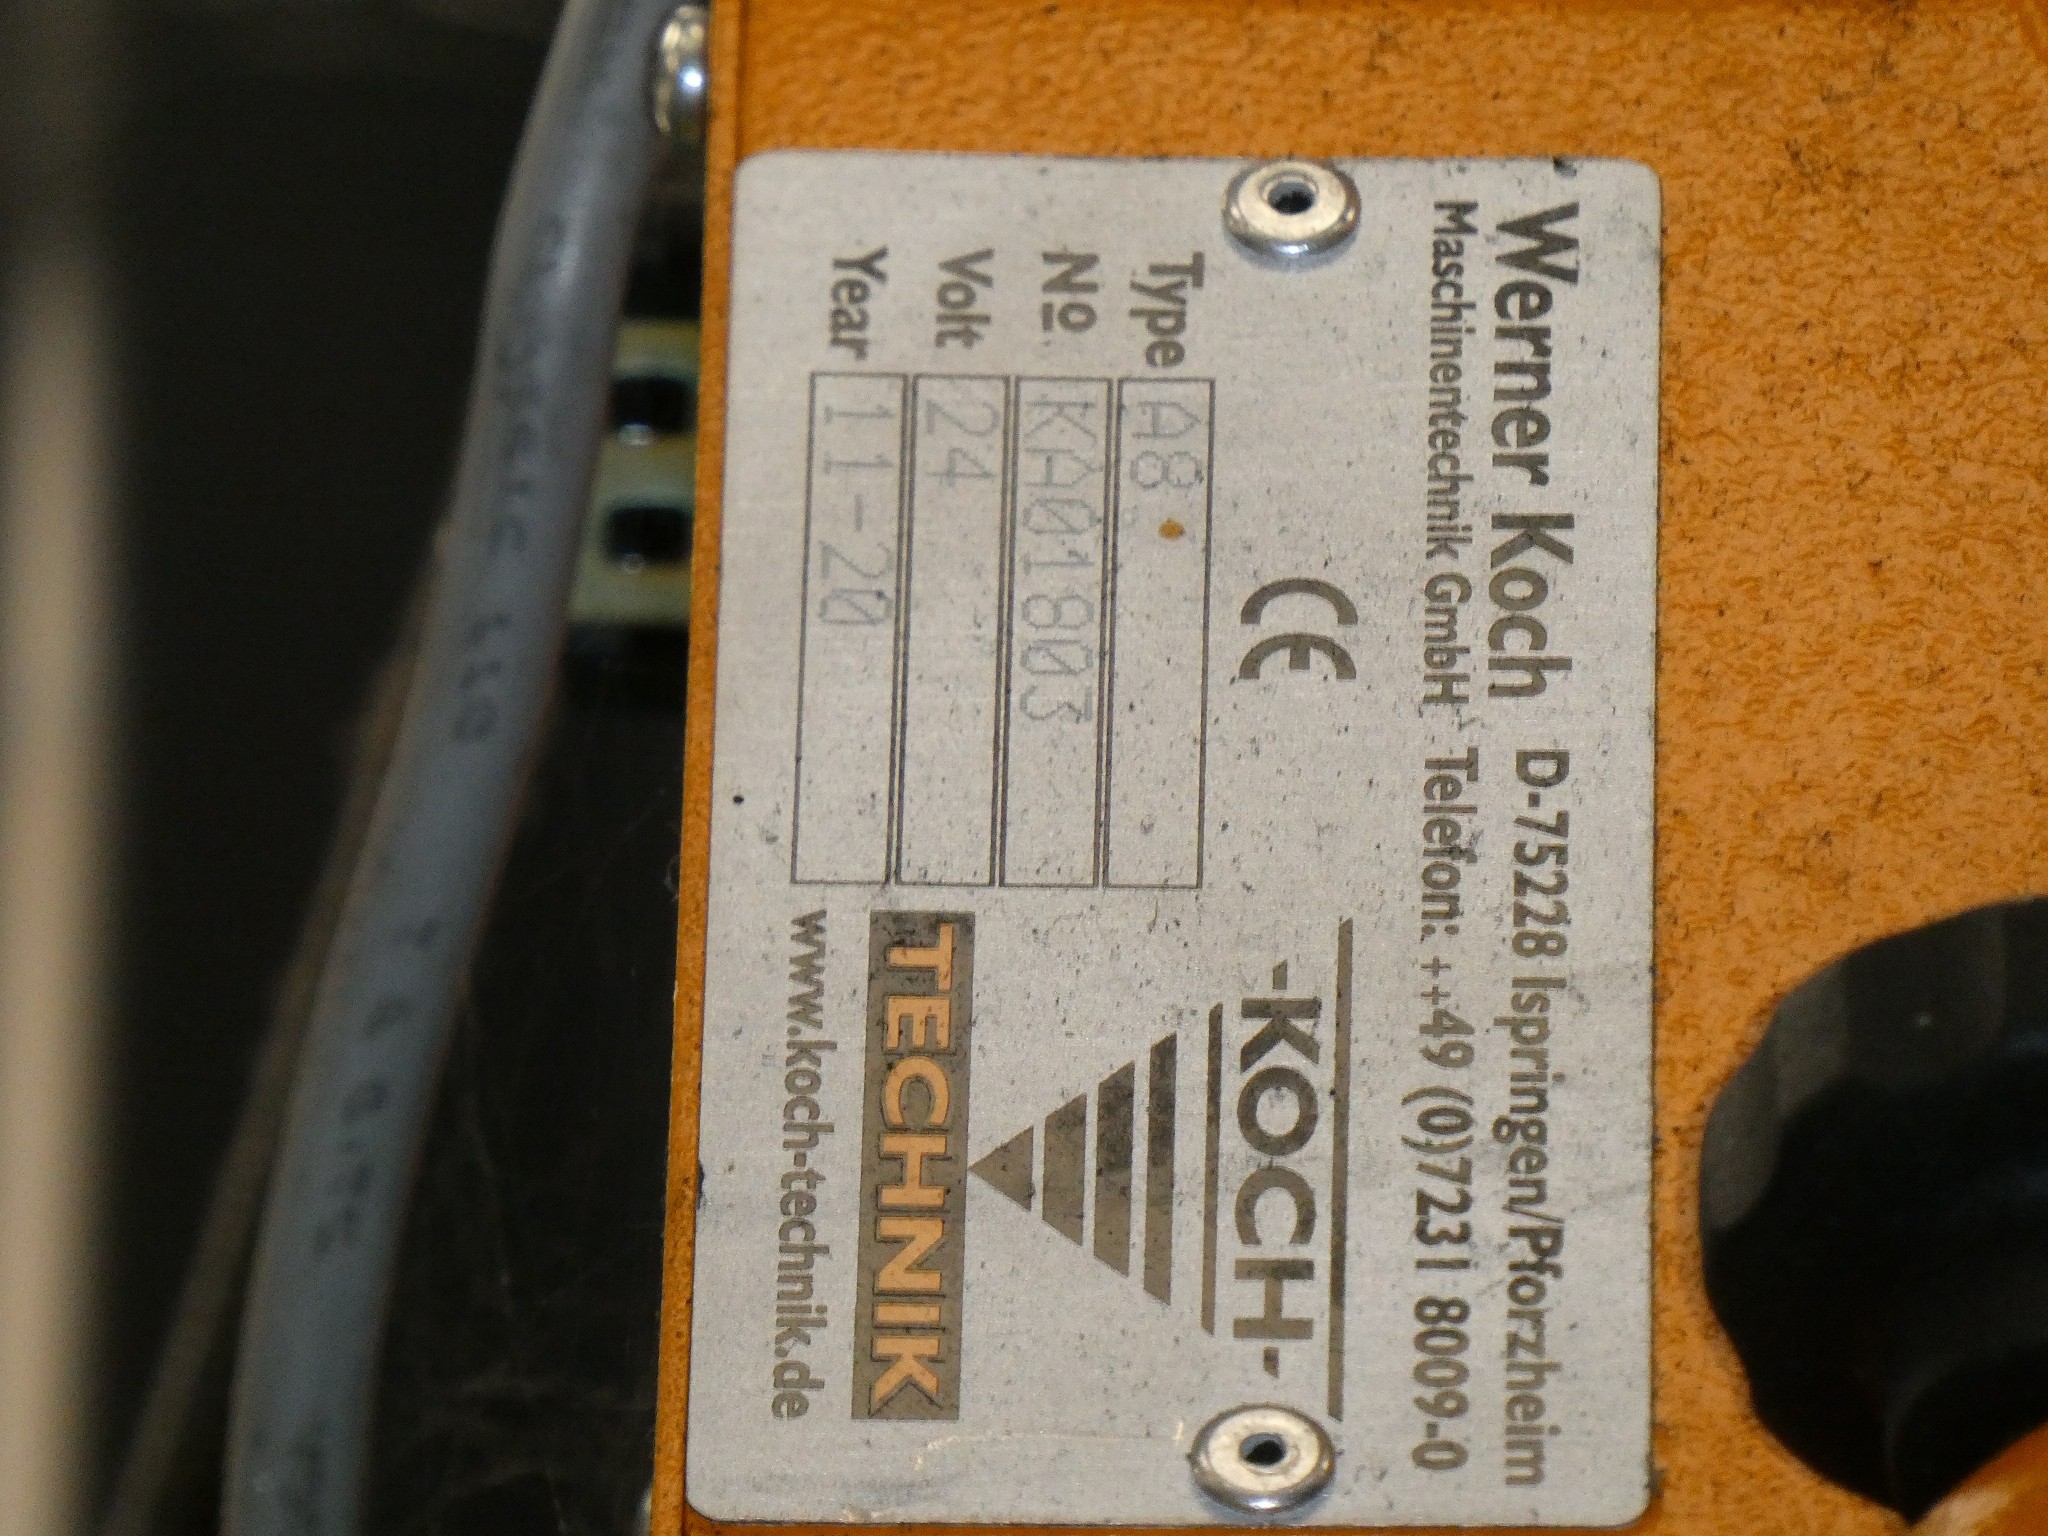 Werner Koch D-75228 Ispringen/Pforzheim
Maschinentechnik GmbH Telefon: ++49 (0)7231 8009-0
CE
-KOCH-
TECHNIK
www.koch-technik.de
Type A8
No KA01803
Volt 24
Year 11-20